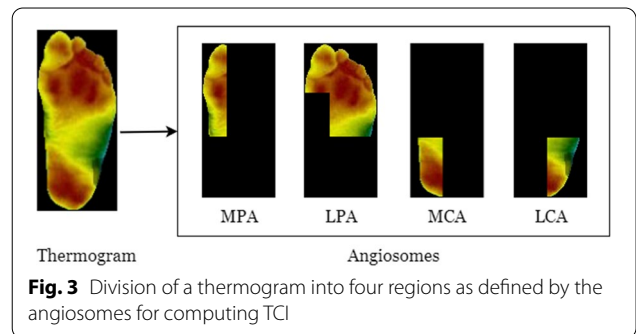 MPA LPA MCA LCA
Thermogram Angiosomes
Fig. 3 Division of a thermogram into four regions as defined by the
angiosomes for computing TCI